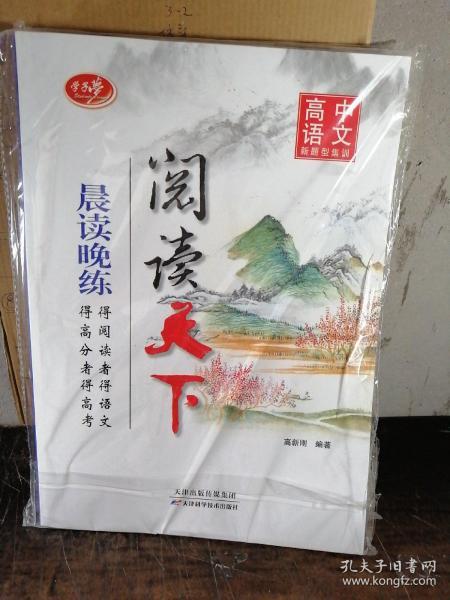 3-2
学子梦
高中
语文
新题型集训
阅读天下
晨读晚练
得阅读者得语文
得高分者得高考
高新刚 编著
天津出版传媒集团
天津科学技术出版社
孔夫子旧书网
www.kongfz.com